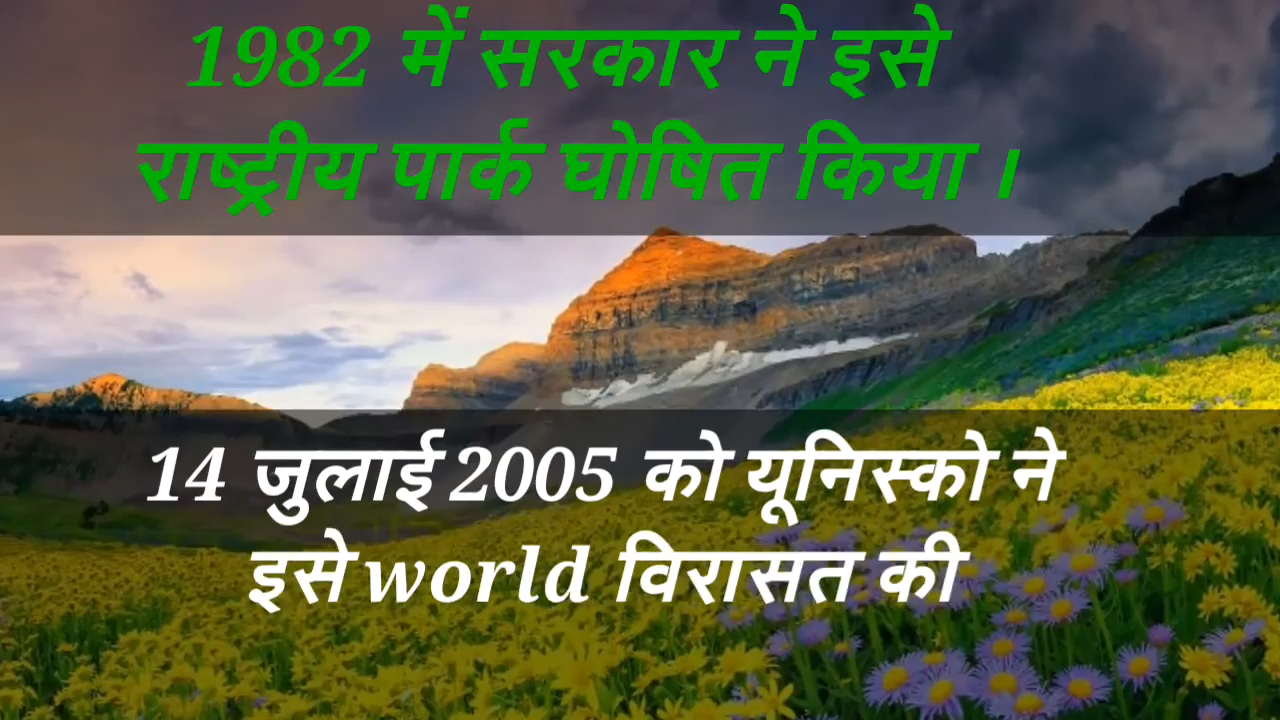 1982 में सरकार ने इसे
राष्ट्रीय पार्क घोषित किया ।
14 जुलाई 2005 को यूनिस्को ने
इसे world विरासत की